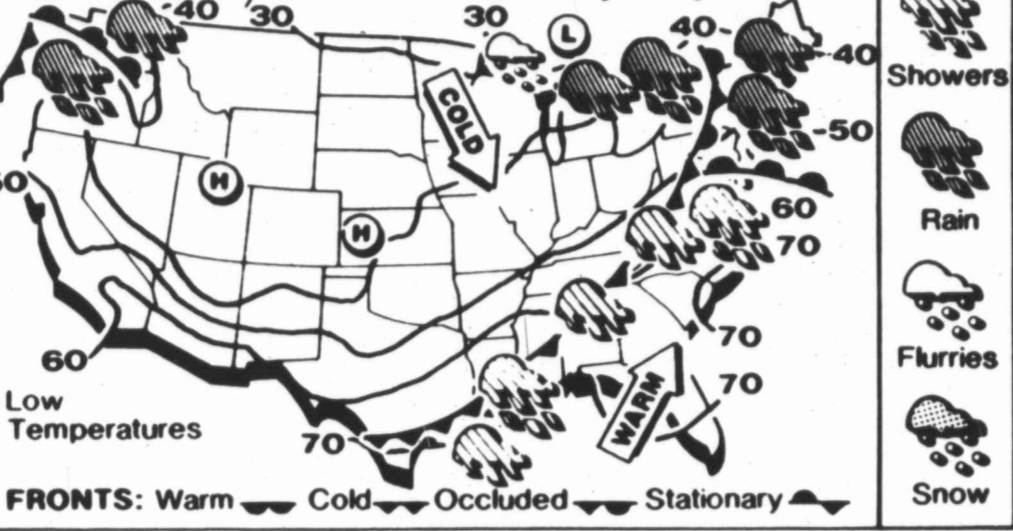 40
30
30
L
40
40
50
COLD
H
H
60
70
60
70
70
70
WARM
Low
Temperatures
FRONTS: Warm Cold Occluded Stationary
Showers
Rain
Flurries
Snow